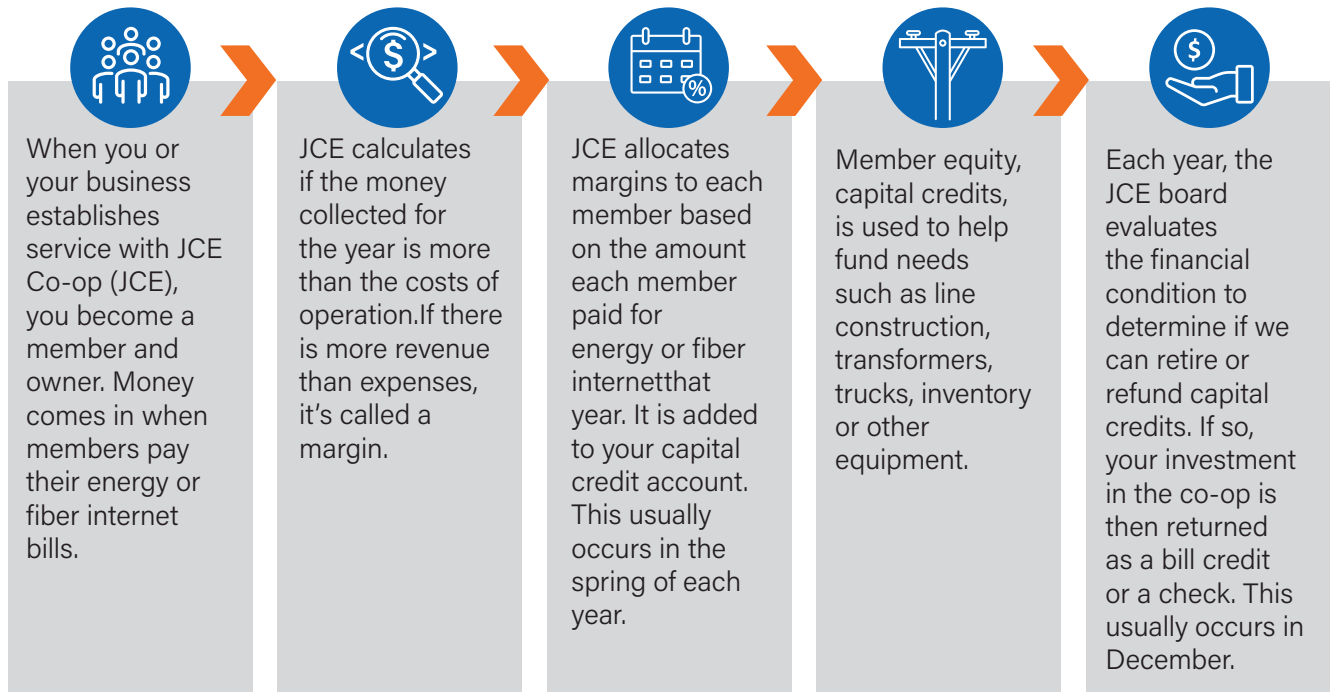 When you or
your business
establishes
service with JCE
Co-op (JCE),
you become a
member and
owner. Money
comes in when
members pay
their energy or
fiber internet
bills.
< $ >
JCE calculates
if the money
collected for
the year is more
than the costs of
operation.If there
is more revenue
than expenses,
it’s called a
margin.
%
JCE allocates
margins to each
member based
on the amount
each member
paid for
energy or fiber
internetthat
year. It is added
to your capital
credit account.
This usually
occurs in the
spring of each
year.
Member equity,
capital credits,
is used to help
fund needs
such as line
construction,
transformers,
trucks, inventory
or other
equipment.
$
Each year, the
JCE board
evaluates
the financial
condition to
determine if we
can retire or
refund capital
credits. If so,
your investment
in the co-op is
then returned
as a bill credit
or a check. This
usually occurs in
December.